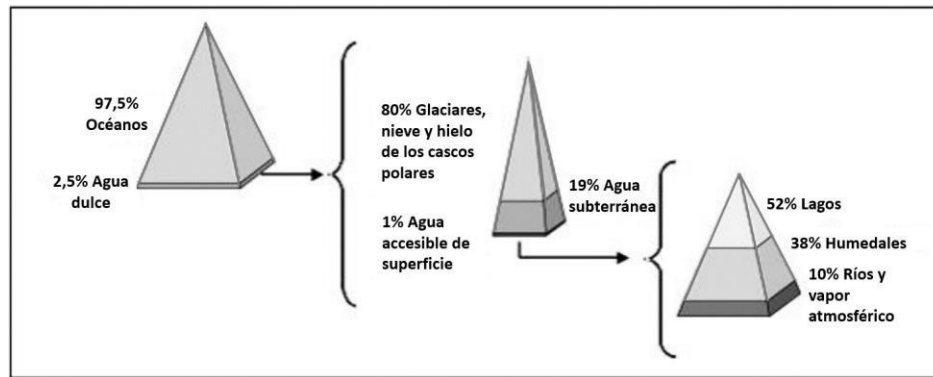 97,5%
Océanos
2,5% Agua
dulce
80% Glaciares,
nieve y hielo
de los cascos
polares
19% Agua
subterránea
1% Agua
accesible de
superficie
52% Lagos
38% Humedales
10% Ríos y
vapor
atmosférico